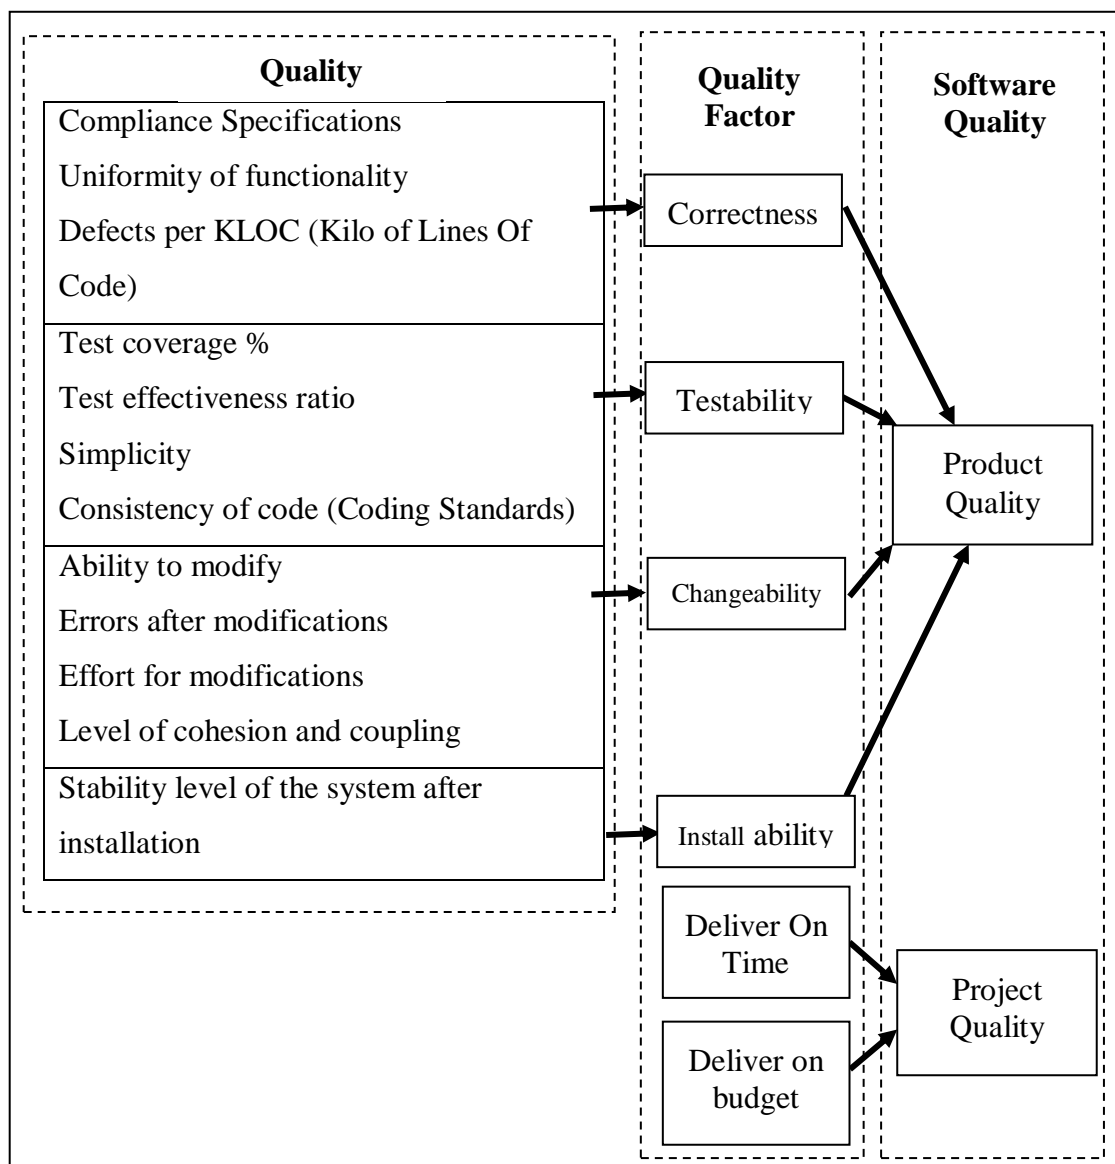 Quality
Compliance Specifications
Uniformity of functionality
Defects per KLOC (Kilo of Lines Of
Code)
Test coverage %
Test effectiveness ratio
Simplicity
Consistency of code (Coding Standards)
Ability to modify
Errors after modifications
Effort for modifications
Level of cohesion and coupling
Stability level of the system after
installation
Quality
Factor
Correctness
Testability
Changeability
Install ability
Deliver On
Time
Deliver on
budget
Software
Quality
Product
Quality
Project
Quality